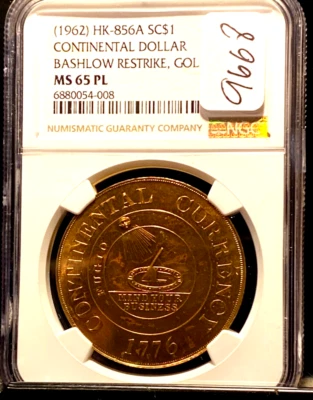 (1962) HK-856A SC$1
CONTINENTAL DOLLAR
BASHLOW RESTRIKE, GOL
MS 65 PL
6880054-008
9668
NUMISMATIC GUARANTY COMPANY
NGC
CONTINENTAL CURRENCY
FUGIO
MIND YOUR
BUSINESS
1776